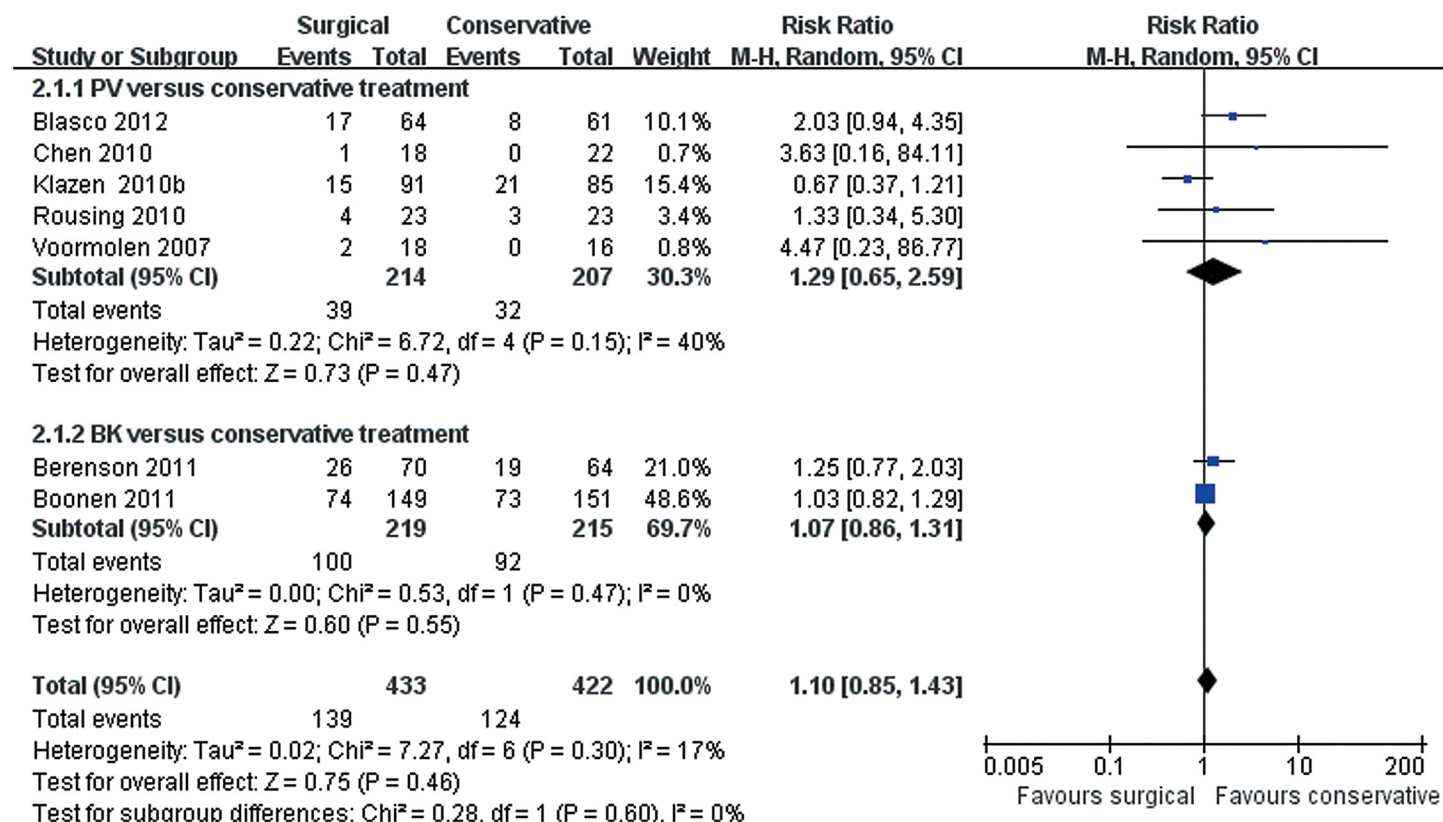 Surgical Conservative Risk Ratio Risk Ratio
Study or Subgroup Events Total Events Total Weight M-H, Random, 95% CI M-H, Random, 95% CI
2.1.1 PV versus conservative treatment
Blasco 2012 17 64 8 61 10.1% 2.03 [0.94, 4.35]
Chen 2010 1 18 0 22 0.7% 3.63 [0.16, 84.11]
Klazen 2010b 15 91 21 85 15.4% 0.67 [0.37, 1.21]
Rousing 2010 4 23 3 23 3.4% 1.33 [0.34, 5.30]
Voormolen 2007 2 18 0 16 0.8% 4.47 [0.23, 86.77]
Subtotal (95% CI) 214 207 30.3% 1.29 [0.65, 2.59]
Total events 39 32
Heterogeneity: Tau² = 0.22; Chi² = 6.72, df = 4 (P = 0.15); I² = 40%
Test for overall effect: Z = 0.73 (P = 0.47)
2.1.2 BK versus conservative treatment
Berenson 2011 26 70 19 64 21.0% 1.25 [0.77, 2.03]
Boonen 2011 74 149 73 151 48.6% 1.03 [0.82, 1.29]
Subtotal (95% CI) 219 215 69.7% 1.07 [0.86, 1.31]
Total events 100 92
Heterogeneity: Tau² = 0.00; Chi² = 0.53, df = 1 (P = 0.47); I² = 0%
Test for overall effect: Z = 0.60 (P = 0.55)
Total (95% CI) 433 422 100.0% 1.10 [0.85, 1.43]
Total events 139 124
Heterogeneity: Tau² = 0.02; Chi² = 7.27, df = 6 (P = 0.30); I² = 17%
Test for overall effect: Z = 0.75 (P = 0.46)
Test for subgroup differences: Chi² = 0.28, df = 1 (P = 0.60), I² = 0%
0.005 0.1 1 10 200
Favours surgical Favours conservative